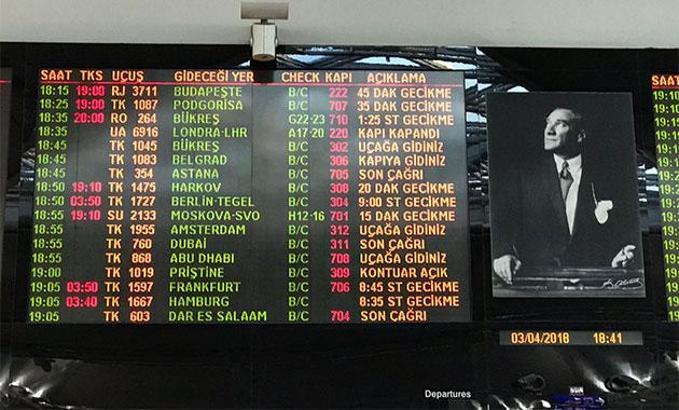 SAAT TKS UÇUŞ GİDECEĞİ YER CHECK KAPI AÇIKLAMA
18:15 19:00 RJ 3711 BUDAPEŞTE B/C 222 45 DAK GECİKME
18:25 19:00 TK 1087 PODGORİSA B/C 707 35 DAK GECİKME
18:35 20:00 RO 264 BÜKREŞ G22-23 710 1:25 ST GECİKME
18:35 UA 6916 LONDRA-LHR A17-20 220 KAPI KAPANDI
18:45 TK 1045 BÜKREŞ B/C 302 UÇAĞA GİDİNİZ
18:45 TK 1083 BELGRAD B/C 306 KAPIYA GİDİNİZ
18:45 TK 354 ASTANA B/C 705 SON ÇAĞRI
18:50 19:10 TK 1475 HARKOV B/C 308 20 DAK GECİKME
18:50 03:50 TK 1727 BERLİN-TEGEL B/C 304 9:00 ST GECİKME
18:55 19:10 SU 2133 MOSKOVA-SVO H12-16 701 15 DAK GECİKME
18:55 TK 1955 AMSTERDAM B/C 312 UÇAĞA GİDİNİZ
18:55 TK 760 DUBAİ B/C 311 SON ÇAĞRI
18:55 TK 868 ABU DHABI B/C 708 UÇAĞA GİDİNİZ
19:00 TK 1019 PRİŞTİNE B/C 309 KONTUAR AÇIK
19:05 03:50 TK 1597 FRANKFURT B/C 706 8:45 ST GECİKME
19:05 03:40 TK 1667 HAMBURG B/C 8:35 ST GECİKME
19:05 TK 603 DAR ES SALAAM B/C 704 SON ÇAĞRI
03/04/2018 18:41
Departures
SAAT